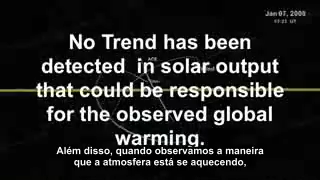 Jan 07, 2008
No Trend has been
detected in solar output
that could be responsible
for the observed global
warming.
Além disso, quando observamos a maneira
que a atmosfera está se aquecendo,